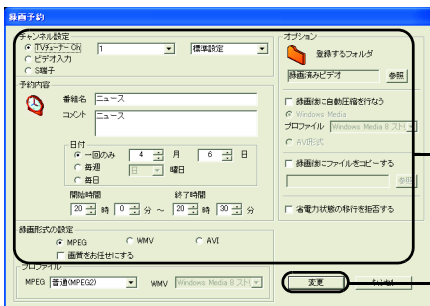 録画予約
チャンネル設定
TVチューナー Ch 1 標準設定
ビデオ入力
S端子
予約内容
番組名 ニュース
コメント ニュース
日付
一回のみ 4 月 6 日
毎週 日 曜日
毎日
開始時間 終了時間
20 時 0 分 ～ 20 時 30 分
録画形式の設定
MPEG WMV AVI
画質をお任せにする
プロファイル
MPEG 普通(MPEG2) WMV Windows Media 8 スト
オプション
登録するフォルダ
録画済みビデオ 参照
録画後に自動圧縮を行なう
Windows Media
プロファイル Windows Media 8 スト
AVI形式
録画後にファイルをコピーする
参照
省電力状態の移行を拒否する
変更